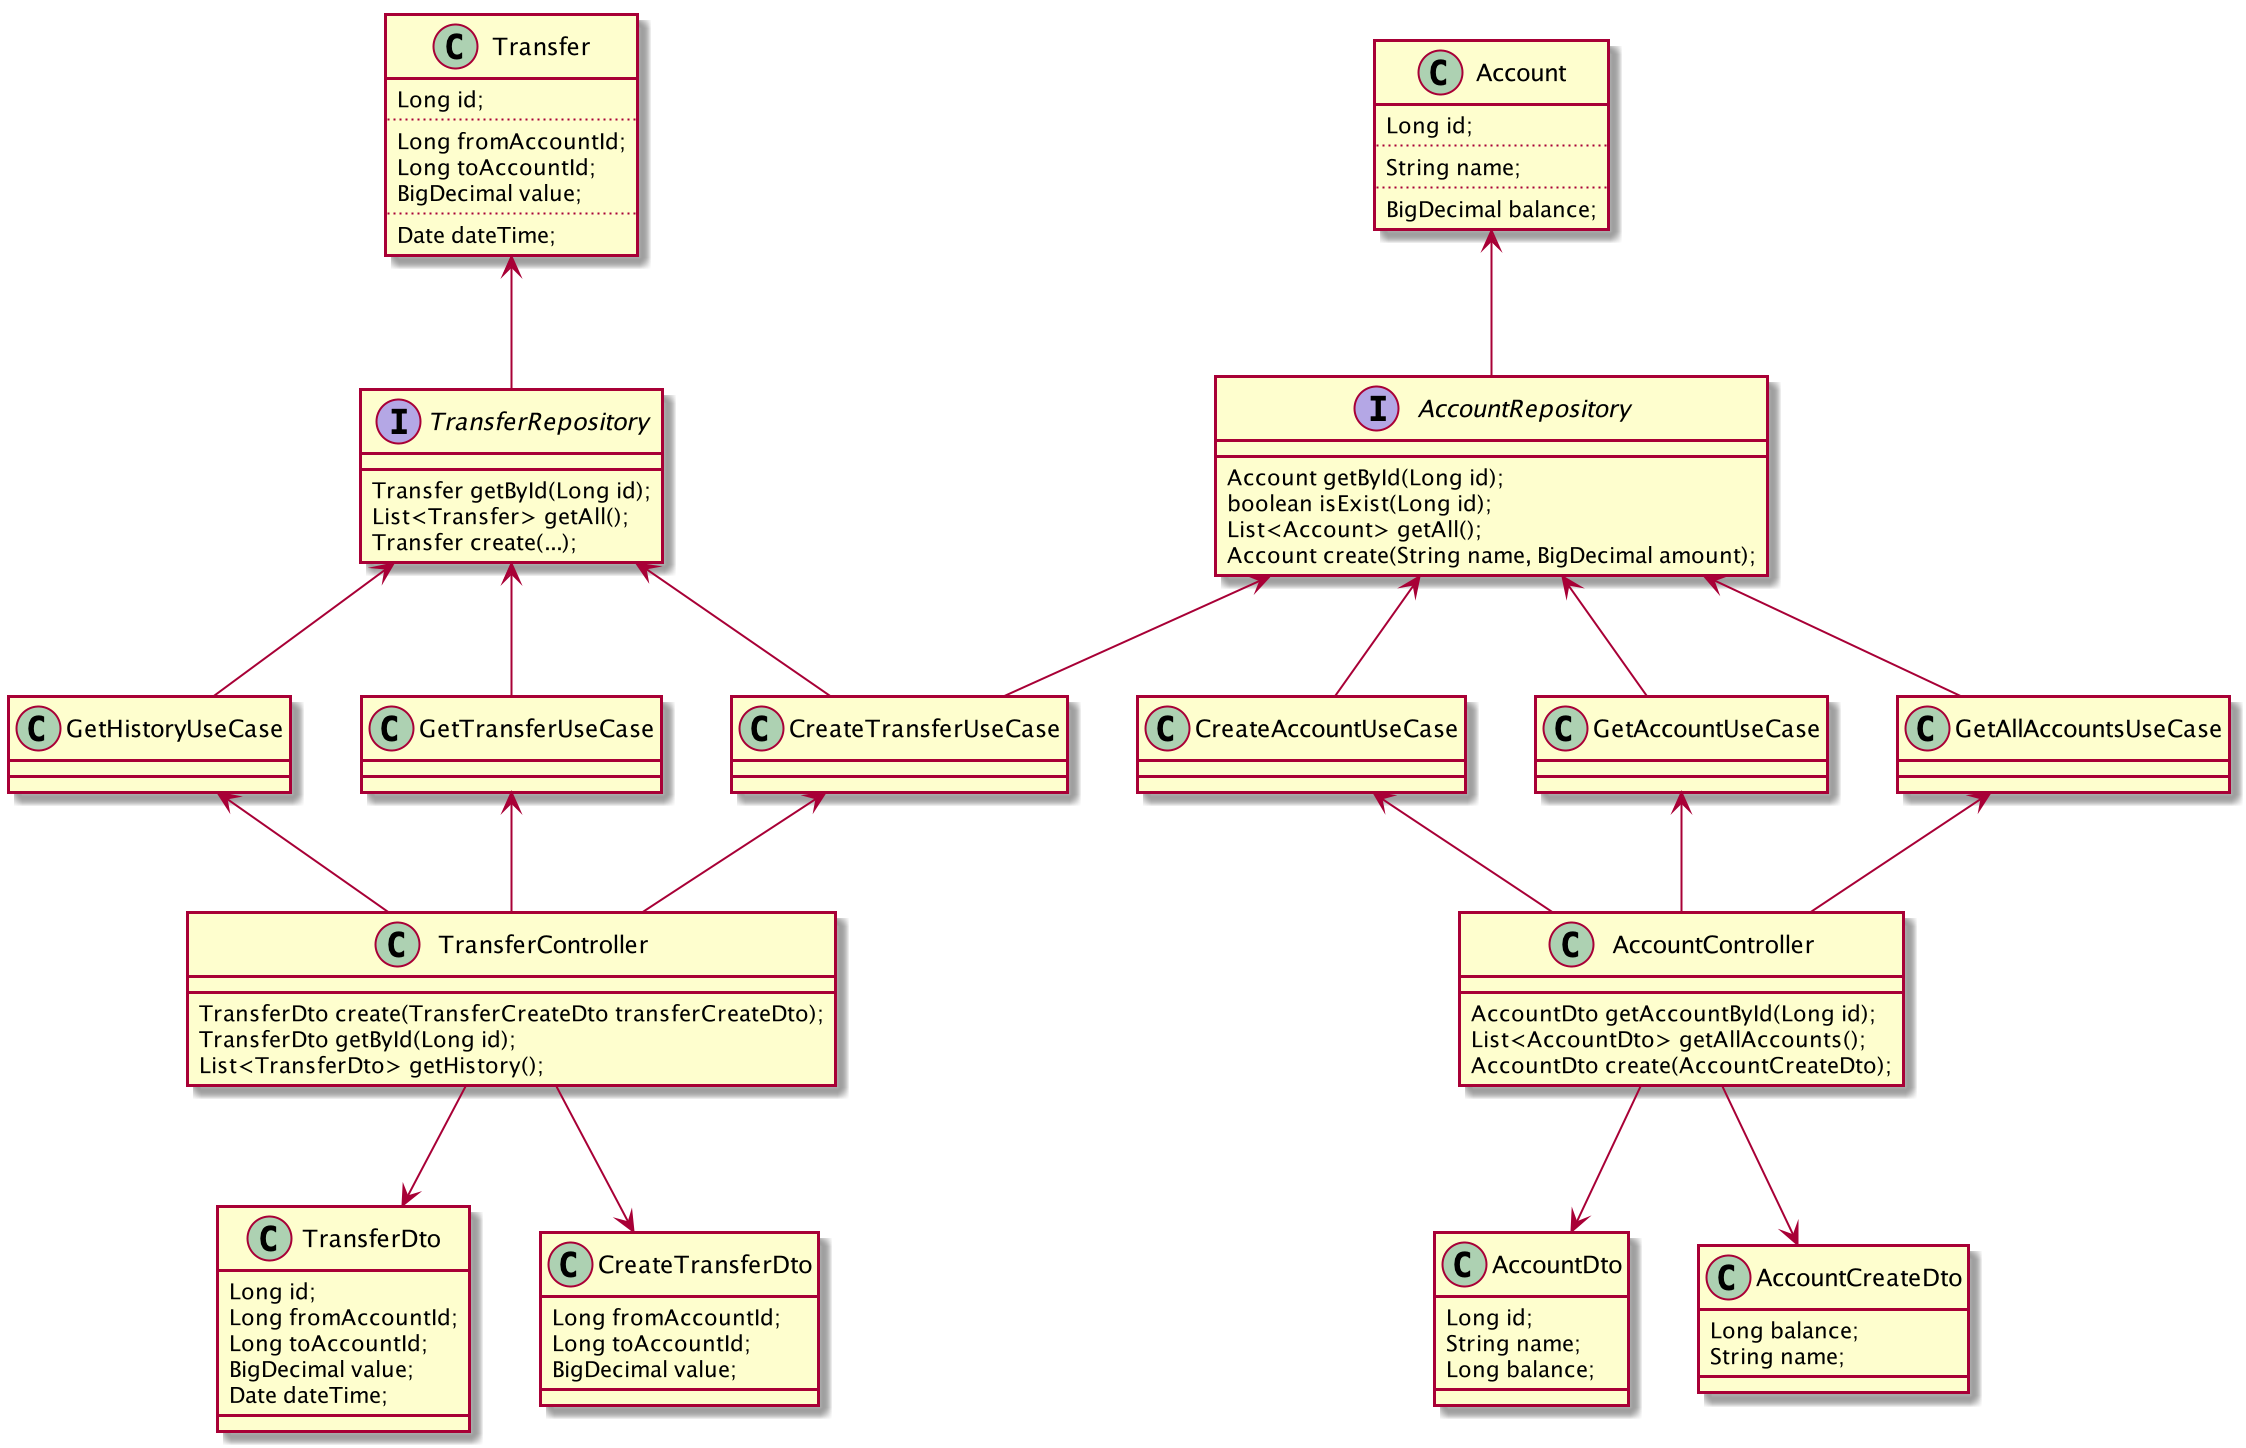 C Transfer
Long id;
Long fromAccountId;
Long toAccountId;
BigDecimal value;
Date dateTime;
C Account
Long id;
String name;
BigDecimal balance;
I TransferRepository
Transfer getById(Long id);
List<Transfer> getAll();
Transfer create(...);
I AccountRepository
Account getById(Long id);
boolean isExist(Long id);
List<Account> getAll();
Account create(String name, BigDecimal amount);
C GetHistoryUseCase
C GetTransferUseCase
C CreateTransferUseCase
C CreateAccountUseCase
C GetAccountUseCase
C GetAllAccountsUseCase
C TransferController
TransferDto create(TransferCreateDto transferCreateDto);
TransferDto getById(Long id);
List<TransferDto> getHistory();
C AccountController
AccountDto getAccountById(Long id);
List<AccountDto> getAllAccounts();
AccountDto create(AccountCreateDto);
C TransferDto
Long id;
Long fromAccountId;
Long toAccountId;
BigDecimal value;
Date dateTime;
C CreateTransferDto
Long fromAccountId;
Long toAccountId;
BigDecimal value;
C AccountDto
Long id;
String name;
Long balance;
C AccountCreateDto
Long balance;
String name;